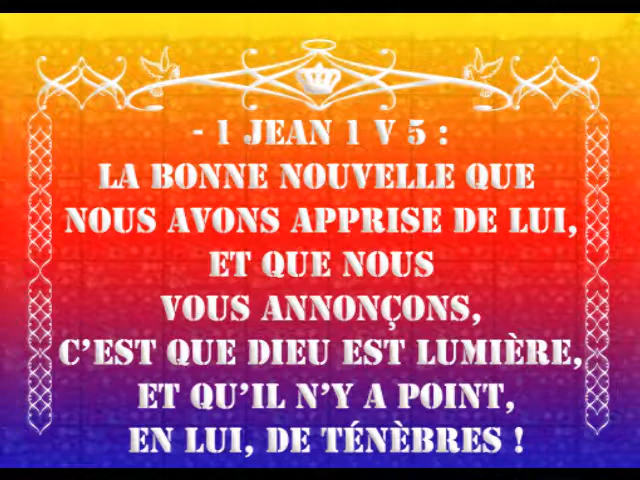 - 1 JEAN 1 V 5 :
LA BONNE NOUVELLE QUE
NOUS AVONS APPRISE DE LUI,
ET QUE NOUS
VOUS ANNONÇONS,
C’EST QUE DIEU EST LUMIÈRE,
ET QU’IL N’Y A POINT,
EN LUI, DE TÉNÈBRES !